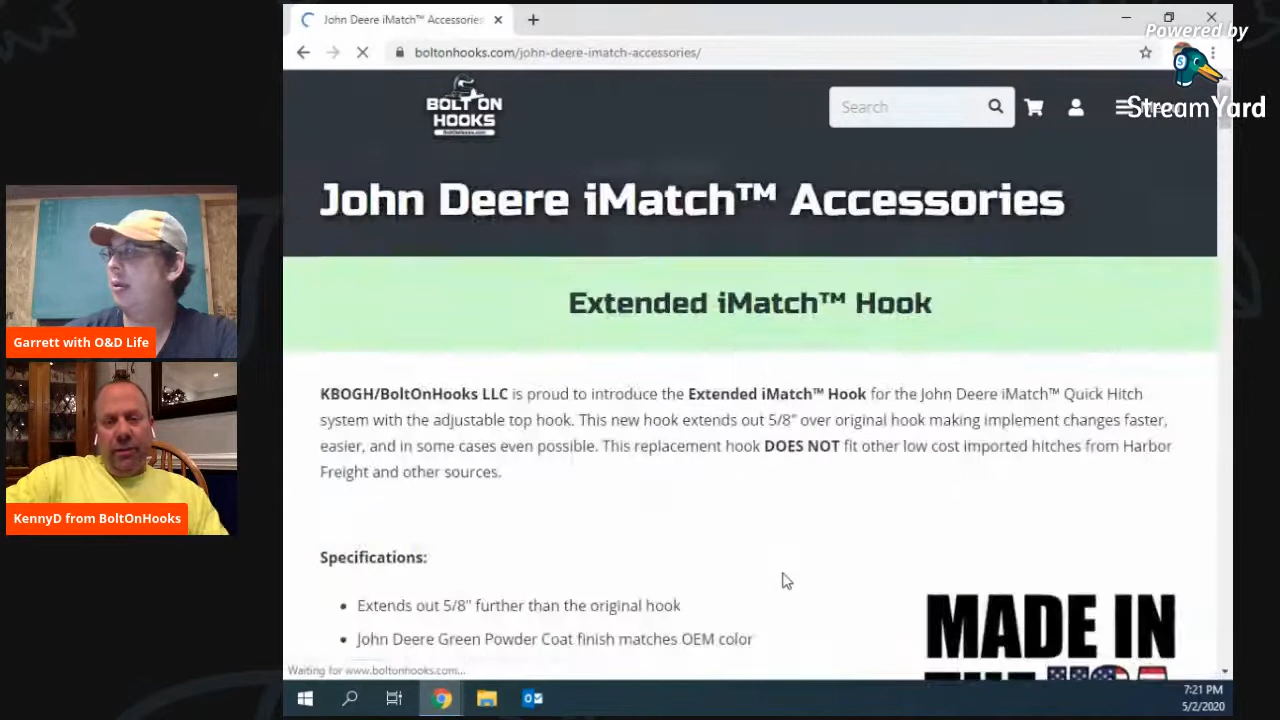 John Deere iMatch™ Accessories
boltonhooks.com/john-deere-imatch-accessories/
Powered by
StreamYard
S
BOLT ON
HOOKS
BoltOnHooks.com
Search
John Deere iMatch™ Accessories
Extended iMatch™ Hook
KBOGH/BoltOnHooks LLC is proud to introduce the Extended iMatch™ Hook for the John Deere iMatch™ Quick Hitch
system with the adjustable top hook. This new hook extends out 5/8" over original hook making implement changes faster,
easier, and in some cases even possible. This replacement hook DOES NOT fit other low cost imported hitches from Harbor
Freight and other sources.
Specifications:
• Extends out 5/8" further than the original hook
• John Deere Green Powder Coat finish matches OEM color
MADE IN
THE USA
Waiting for www.boltonhooks.com...
7:21 PM
5/2/2020
Garrett with O&D Life
KennyD from BoltOnHooks